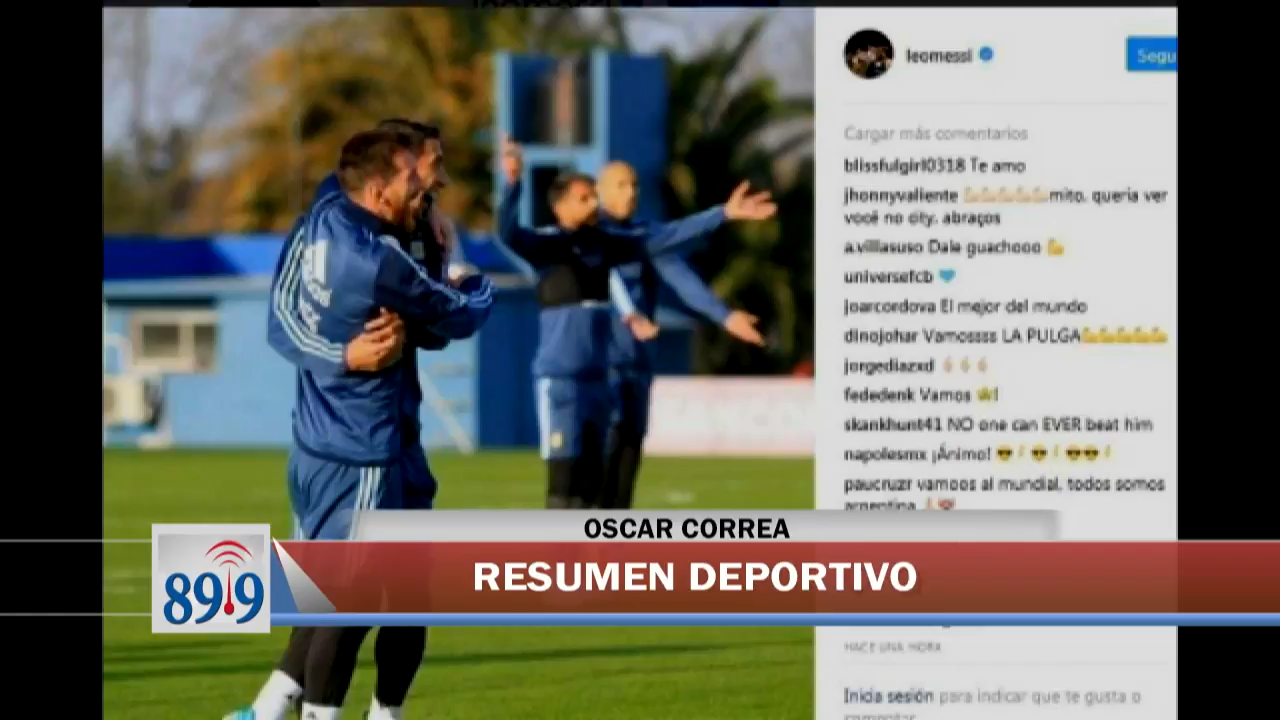 leomessi
Segu
Cargar más comentarios
blissfulgirl0318 Te amo
jhonnyvaliente 💪🏼💪🏼💪🏼💪🏼💪🏼mito, queria ver
você no city. abraços
a.villasuso Dale guachooo 💪
universefcb 💙
joarcordova El mejor del mundo
dinojohar Vamossss LA PULGA💪💪💪💪💪
jorgediazxd
fededenk Vamos
skankhunt41 NO one can EVER beat him
napolesmx ¡Ánimo! 😎 😎 😎😎
paucruzr vamoos al mundial, todos somos
argentina
OSCAR CORREA
RESUMEN DEPORTIVO
89.9
HACE UNA HORA
Inicia sesión para indicar que te gusta o
comentar.